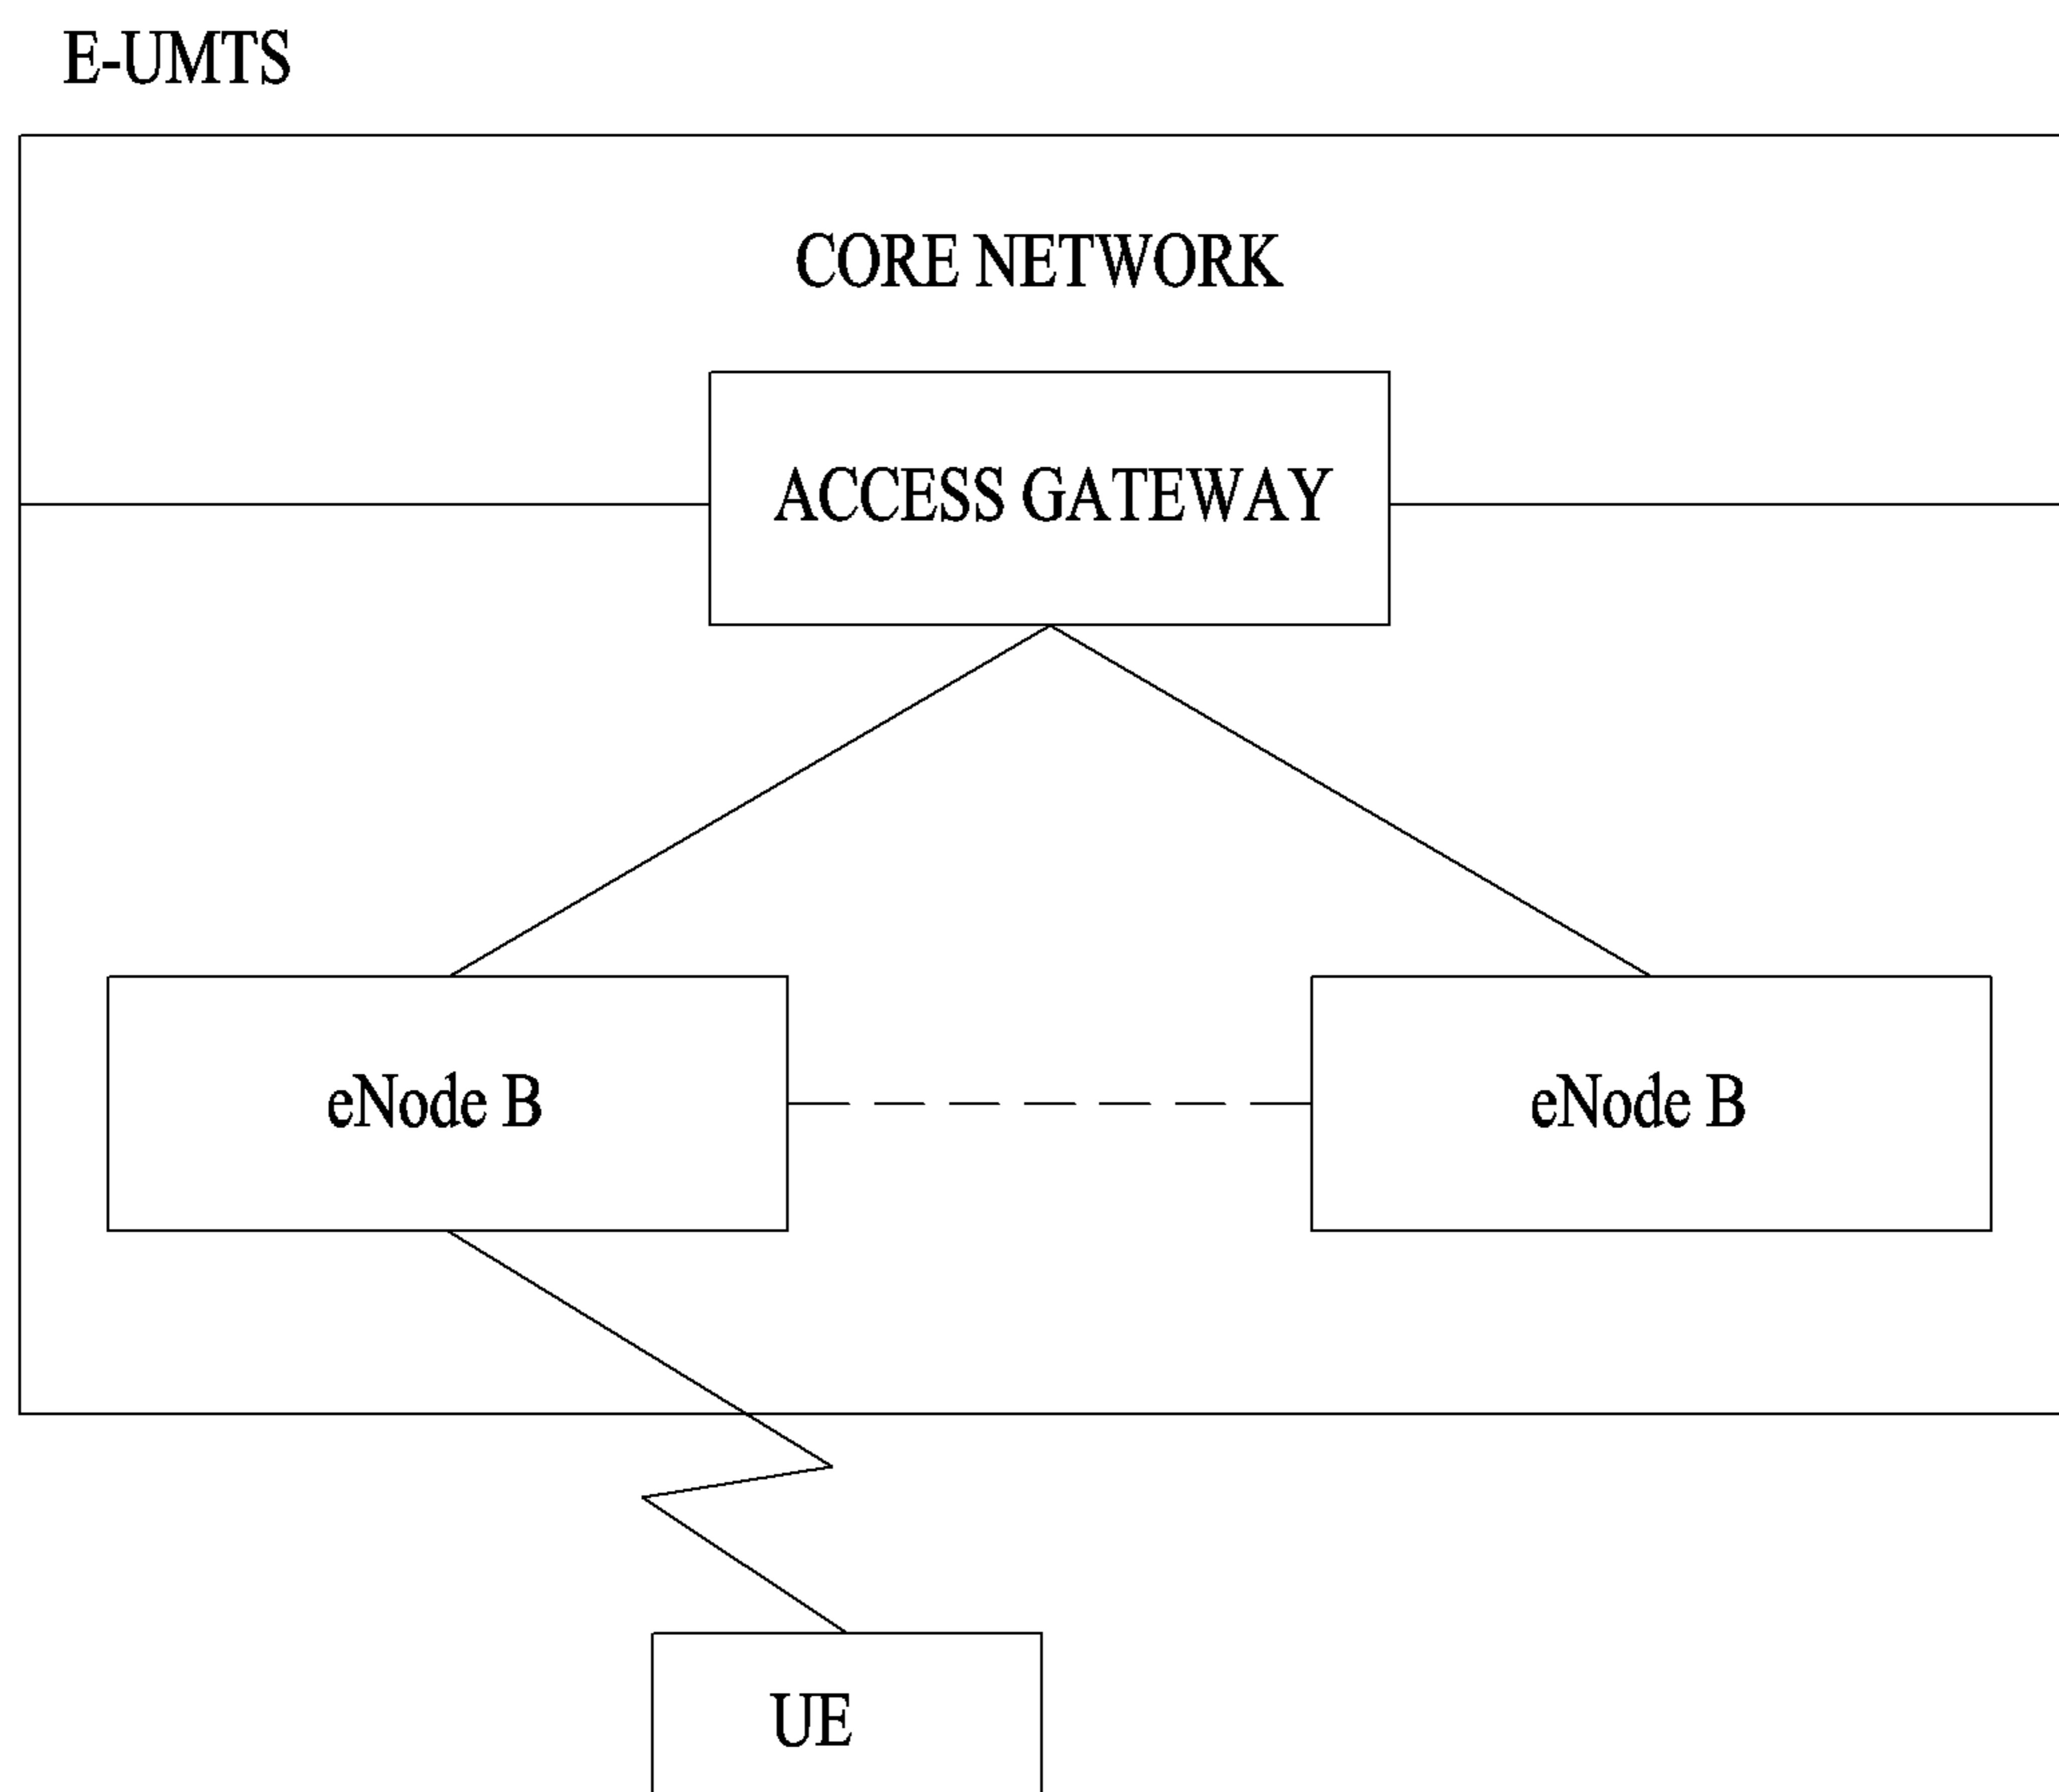 E-UMTS
CORE NETWORK
ACCESS GATEWAY
eNode B
eNode B
UE